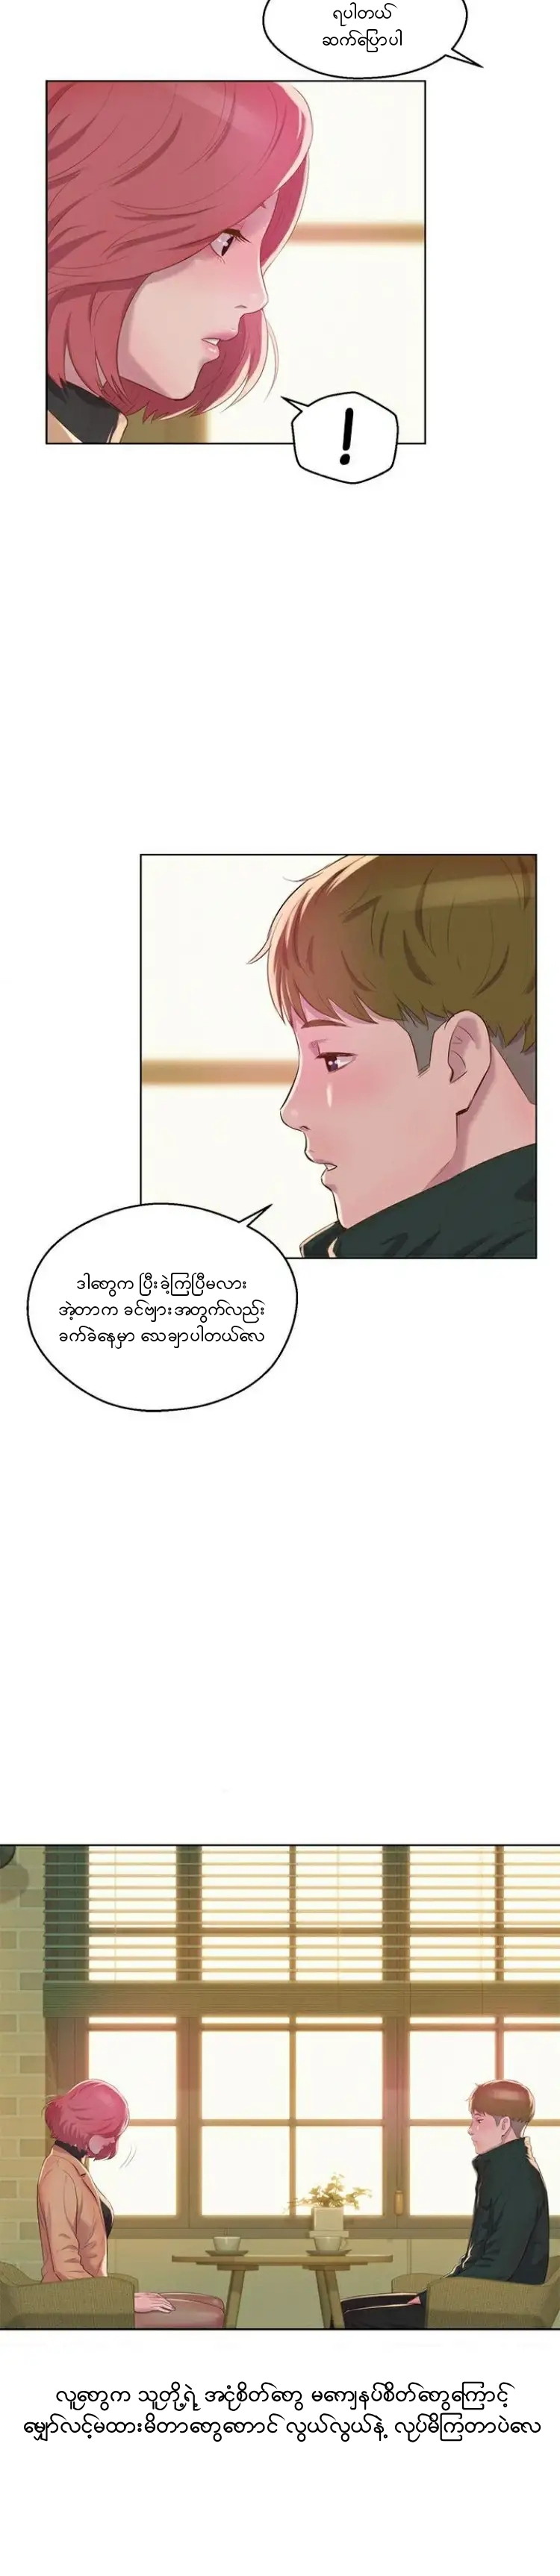 ရပါတယ်
ဆက်ပြောပါ
!
ဒါတွေက ပြီးခဲ့ကြပြီမလား
အဲ့တာက ခင်ဗျားအတွက်လည်း
ခက်ခဲနေမှာ သေချာပါတယ်လေ
လူတွေက သူတို့ရဲ့ အငုံစိတ်တွေ မကျေနပ်စိတ်တွေကြောင့်
မျှော်လင့်မထားမိတာတွေတောင် လွယ်လွယ်နဲ့ လုပ်မိကြတာပဲလေ